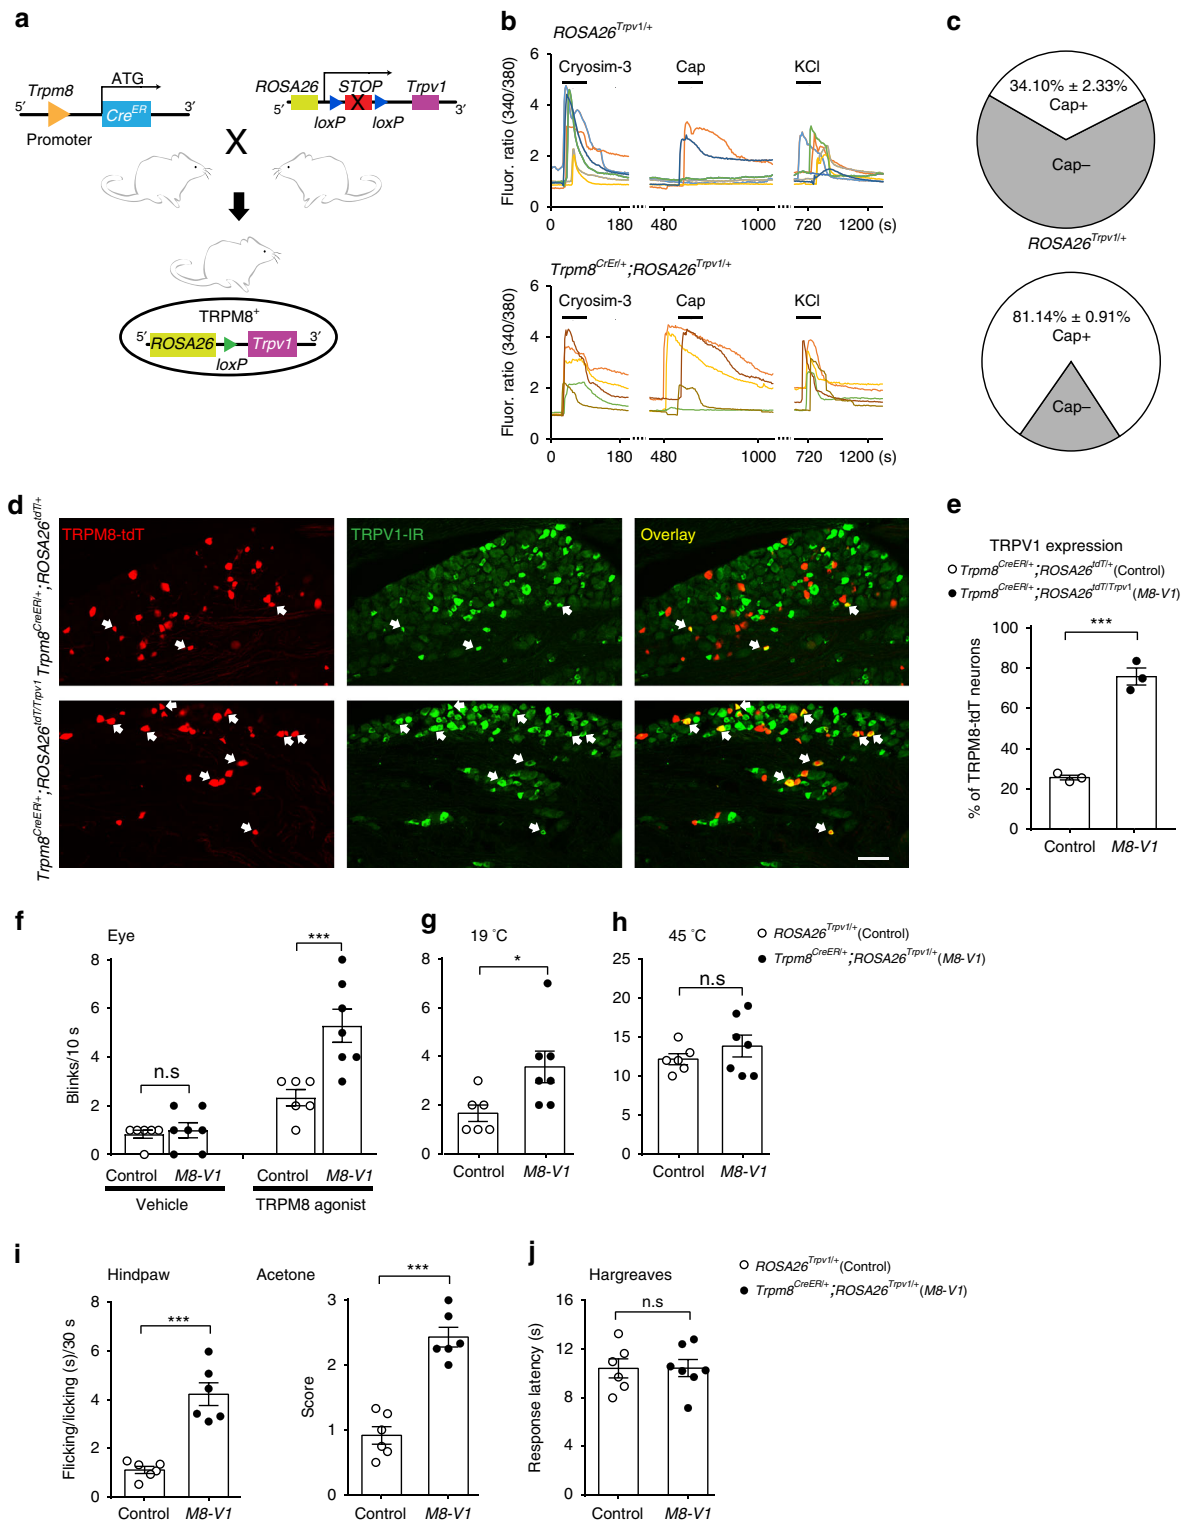 a
Trpm8
ATG
5′
Cre^ER
3′
Promoter
ROSA26
STOP
Trpv1
5′
X
3′
loxP
loxP
X
TRPM8⁺
5′
ROSA26
Trpv1
3′
loxP
b
ROSA26^Trpv1/+
Fluor. ratio (340/380)
6
4
2
0
Cryosim-3
Cap
KCl
0
180
480
1000
720
1200 (s)
Trpm8^CrEr/+;ROSA26^Trpv1/+
Fluor. ratio (340/380)
6
4
2
0
Cryosim-3
Cap
KCl
0
180
480
1000
720
1200 (s)
c
34.10% ± 2.33%
Cap+
Cap–
ROSA26^Trpv1/+
81.14% ± 0.91%
Cap+
Cap–
d
Trpm8^CreER/+;ROSA26^tdT/+
TRPM8-tdT
TRPV1-IR
Overlay
Trpm8^CreER/+;ROSA26^tdT/Trpv1
e
TRPV1 expression
Trpm8^CreER/+;ROSA26^tdT/+ (Control)
Trpm8^CreER/+;ROSA26^tdT/Trpv1 (M8-V1)
% of TRPM8-tdT neurons
100
80
60
40
20
0
***
Control
M8-V1
f
Eye
Blinks/10 s
8
6
4
2
0
n.s
***
Control
M8-V1
Control
M8-V1
Vehicle
TRPM8 agonist
g
19 °C
8
6
4
2
0
*
Control
M8-V1
h
45 °C
ROSA26^Trpv1/+ (Control)
Trpm8^CreER/+;ROSA26^Trpv1/+ (M8-V1)
25
20
15
10
5
0
n.s
Control
M8-V1
i
Hindpaw
Flicking/licking (s)/30 s
8
6
4
2
0
***
Control
M8-V1
Acetone
Score
3
2
1
0
***
Control
M8-V1
j
Hargreaves
ROSA26^Trpv1/+ (Control)
Trpm8^CreER/+;ROSA26^Trpv1/+ (M8-V1)
Response latency (s)
16
12
8
4
0
n.s
Control
M8-V1